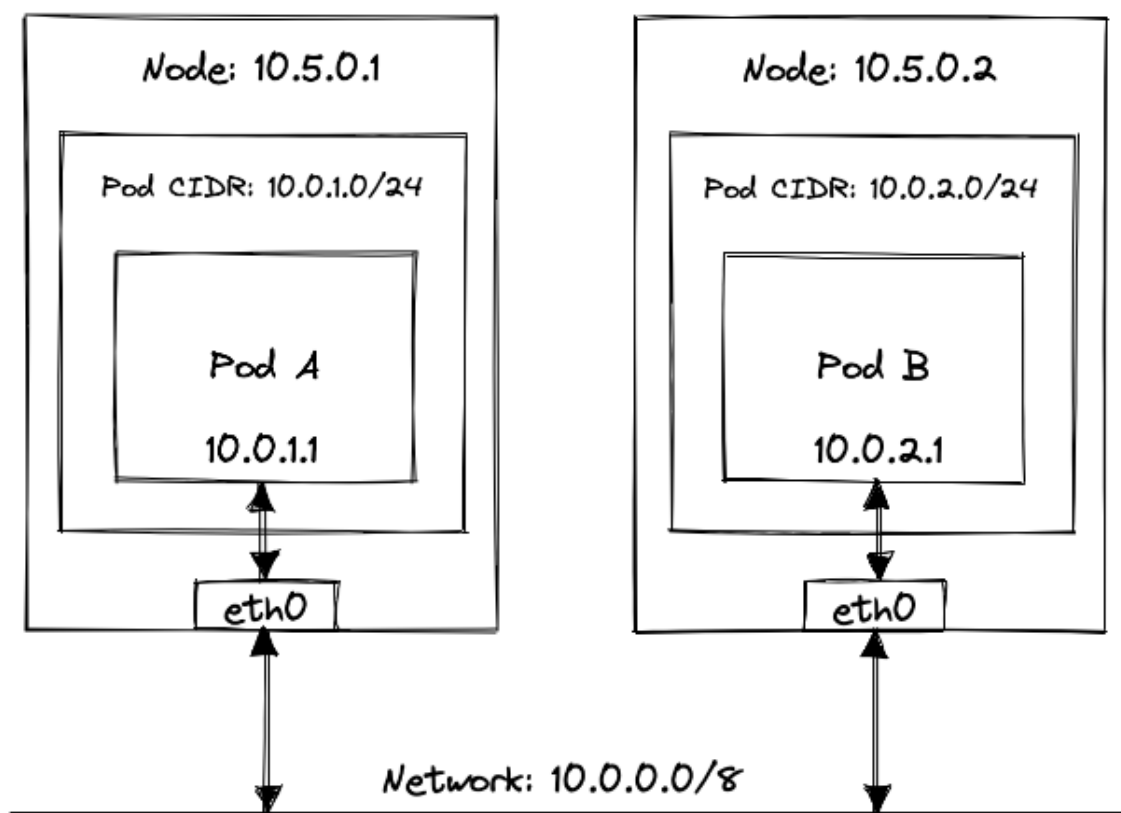 Node: 10.5.0.1
Pod CIDR: 10.0.1.0/24
Pod A
10.0.1.1
eth0
Node: 10.5.0.2
Pod CIDR: 10.0.2.0/24
Pod B
10.0.2.1
eth0
Network: 10.0.0.0/8